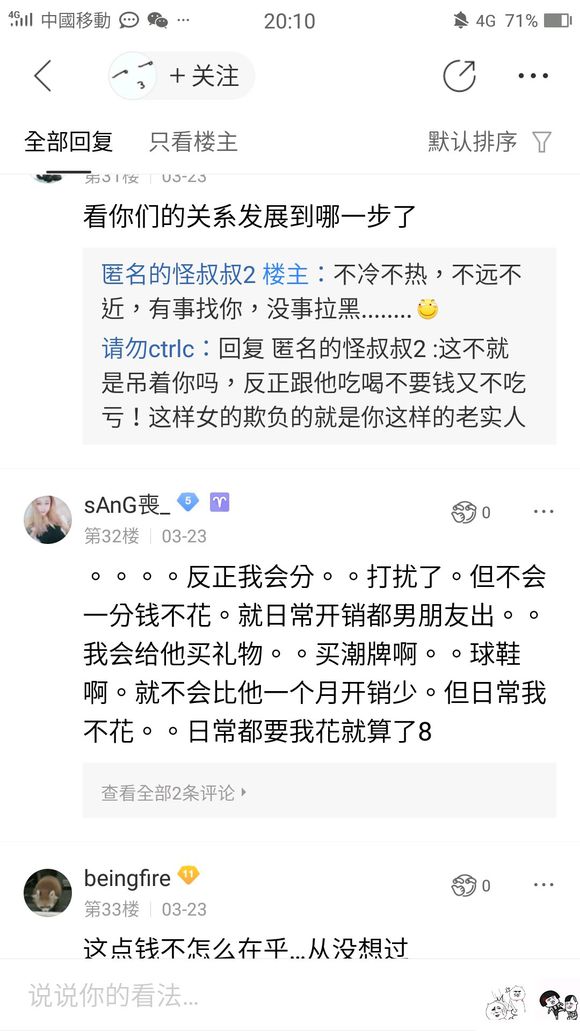 4G 中國移動 ··· 20:10 4G 71%
+ 关注
全部回复 只看楼主 默认排序
第31楼 03-23
看你们的关系发展到哪一步了
匿名的怪叔叔2 楼主：不冷不热，不远不
近，有事找你，没事拉黑........
请勿ctrlc：回复 匿名的怪叔叔2 :这不就
是吊着你吗，反正跟他吃喝不要钱又不吃
亏！这样女的欺负的就是你这样的老实人
sAnG喪_ 5
0
第32楼 03-23
。。。。反正我会分。。打扰了。但不会
一分钱不花。就日常开销都男朋友出。。
我会给他买礼物。。买潮牌啊。。球鞋
啊。就不会比他一个月开销少。但日常我
不花。。日常都要我花就算了8
查看全部2条评论
beingfire 11
0
第33楼 03-23
这点钱不怎么在乎...从没想过
说说你的看法...